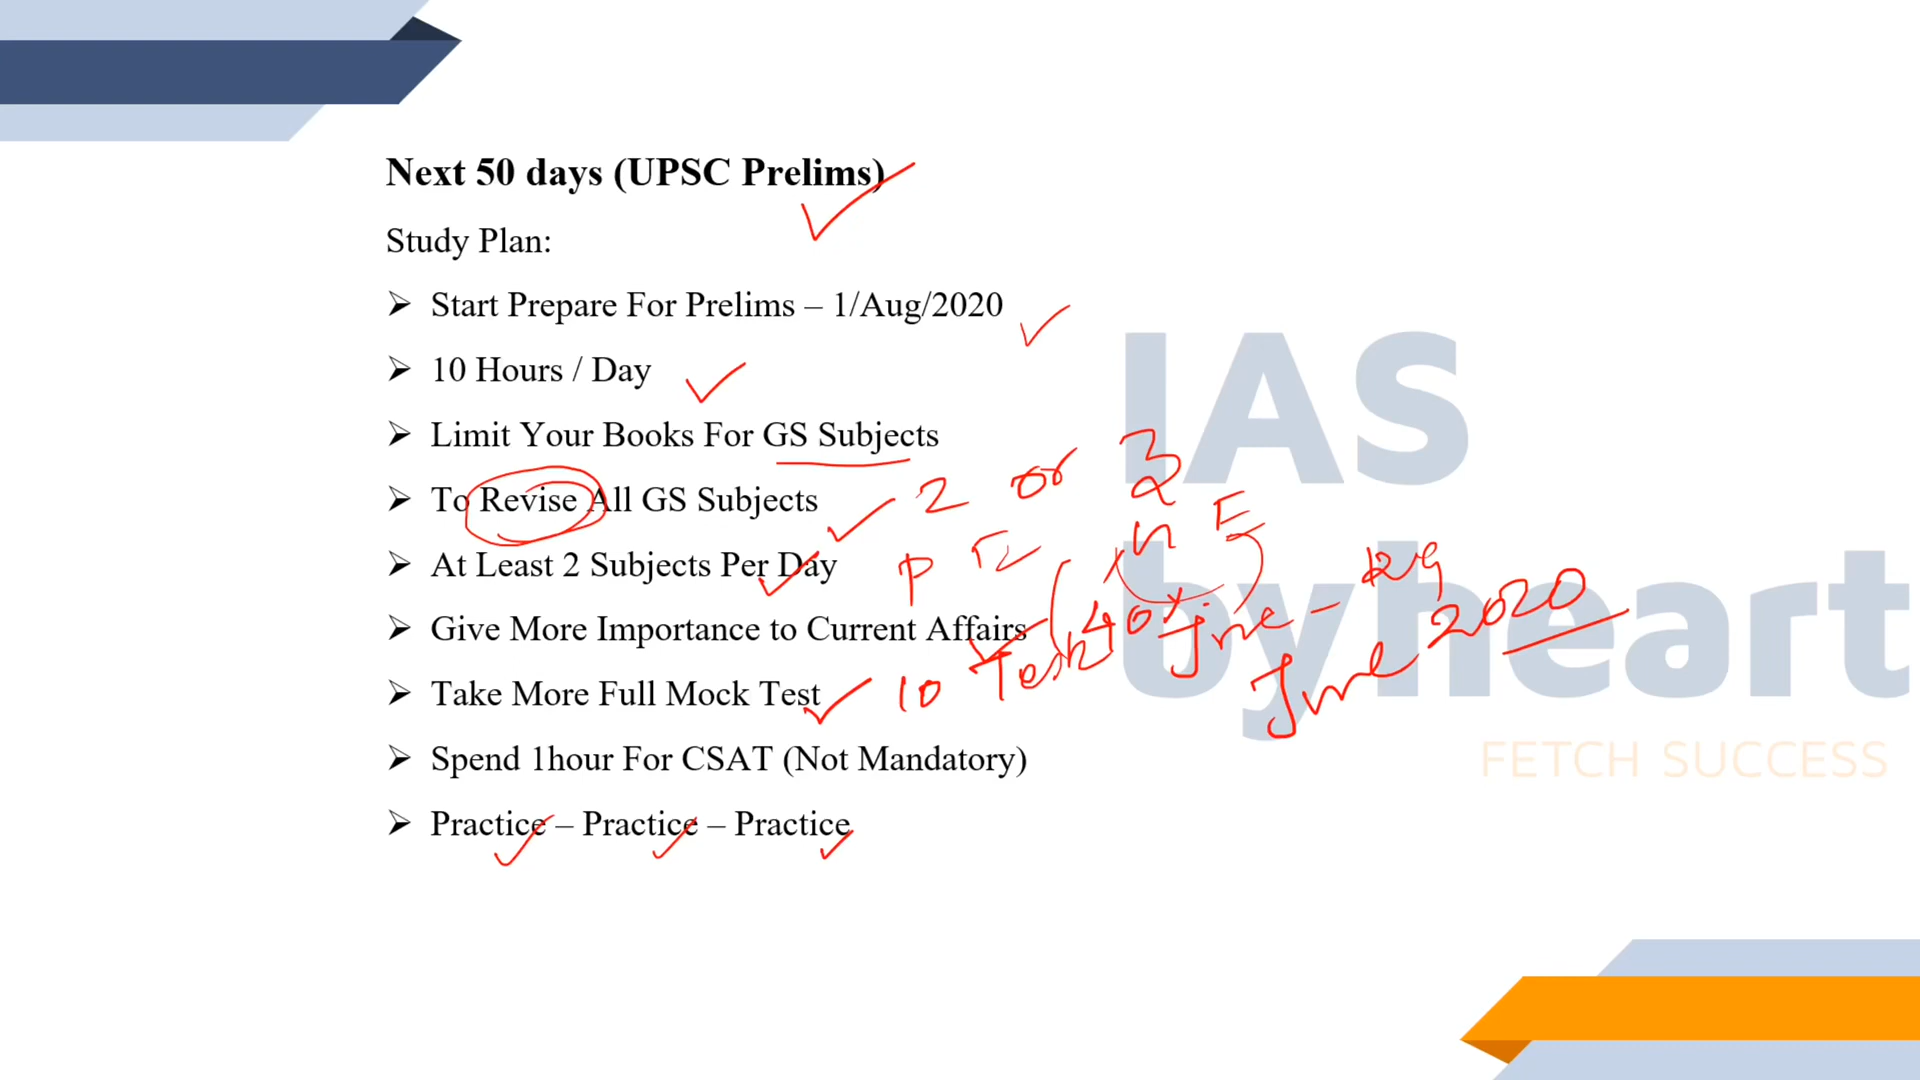 Next 50 days (UPSC Prelims)
Study Plan:
➢ Start Prepare For Prelims – 1/Aug/2020
➢ 10 Hours / Day
➢ Limit Your Books For GS Subjects
➢ To Revise All GS Subjects
2 or 3
➢ At Least 2 Subjects Per Day
➢ Give More Importance to Current Affairs
June 2020
➢ Take More Full Mock Test
10 Test
➢ Spend 1hour For CSAT (Not Mandatory)
➢ Practice – Practice – Practice
IAS
byheart
FETCH SUCCESS